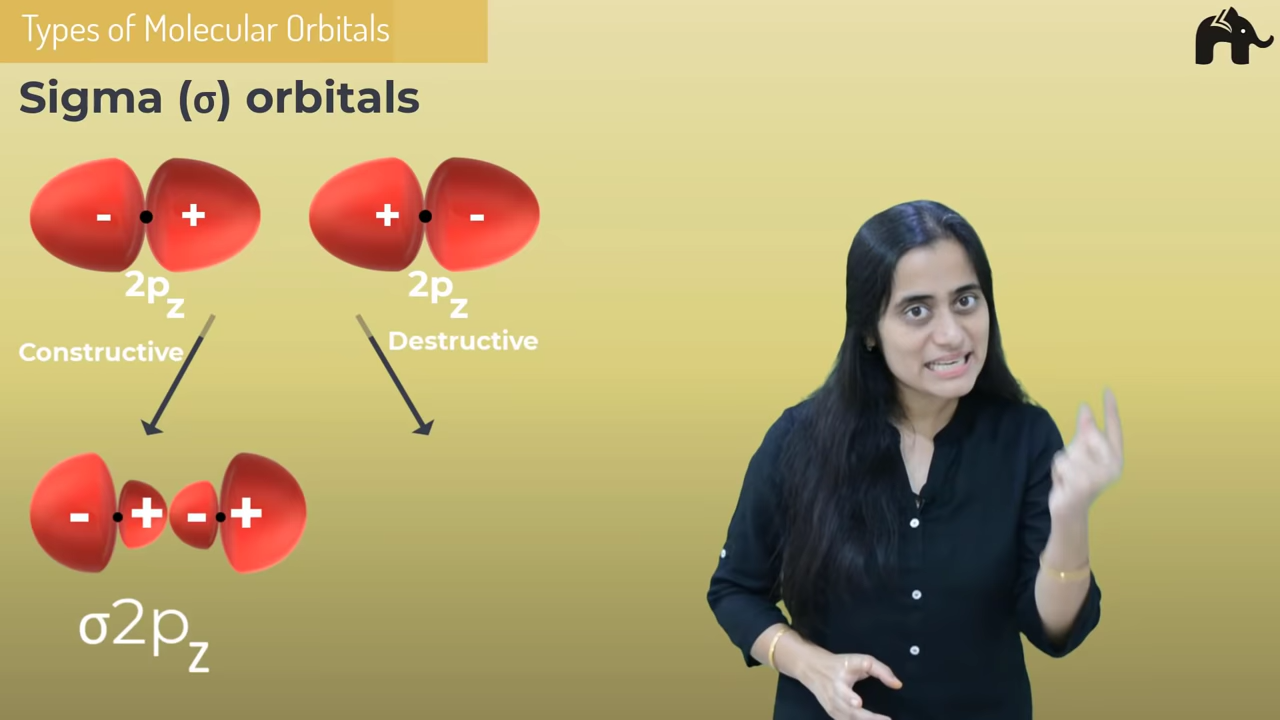 Types of Molecular Orbitals
Sigma (σ) orbitals
- + + -
2pz 2pz
Constructive Destructive
- + - +
σ2pz